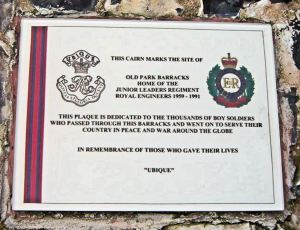 THIS CAIRN MARKS THE SITE OF
OLD PARK BARRACKS
HOME OF THE
JUNIOR LEADERS REGIMENT
ROYAL ENGINEERS 1959 - 1991
THIS PLAQUE IS DEDICATED TO THE THOUSANDS OF BOY SOLDIERS
WHO PASSED THROUGH THIS BARRACKS AND WENT ON TO SERVE THEIR
COUNTRY IN PEACE AND WAR AROUND THE GLOBE
IN REMEMBRANCE OF THOSE WHO GAVE THEIR LIVES
"UBIQUE"